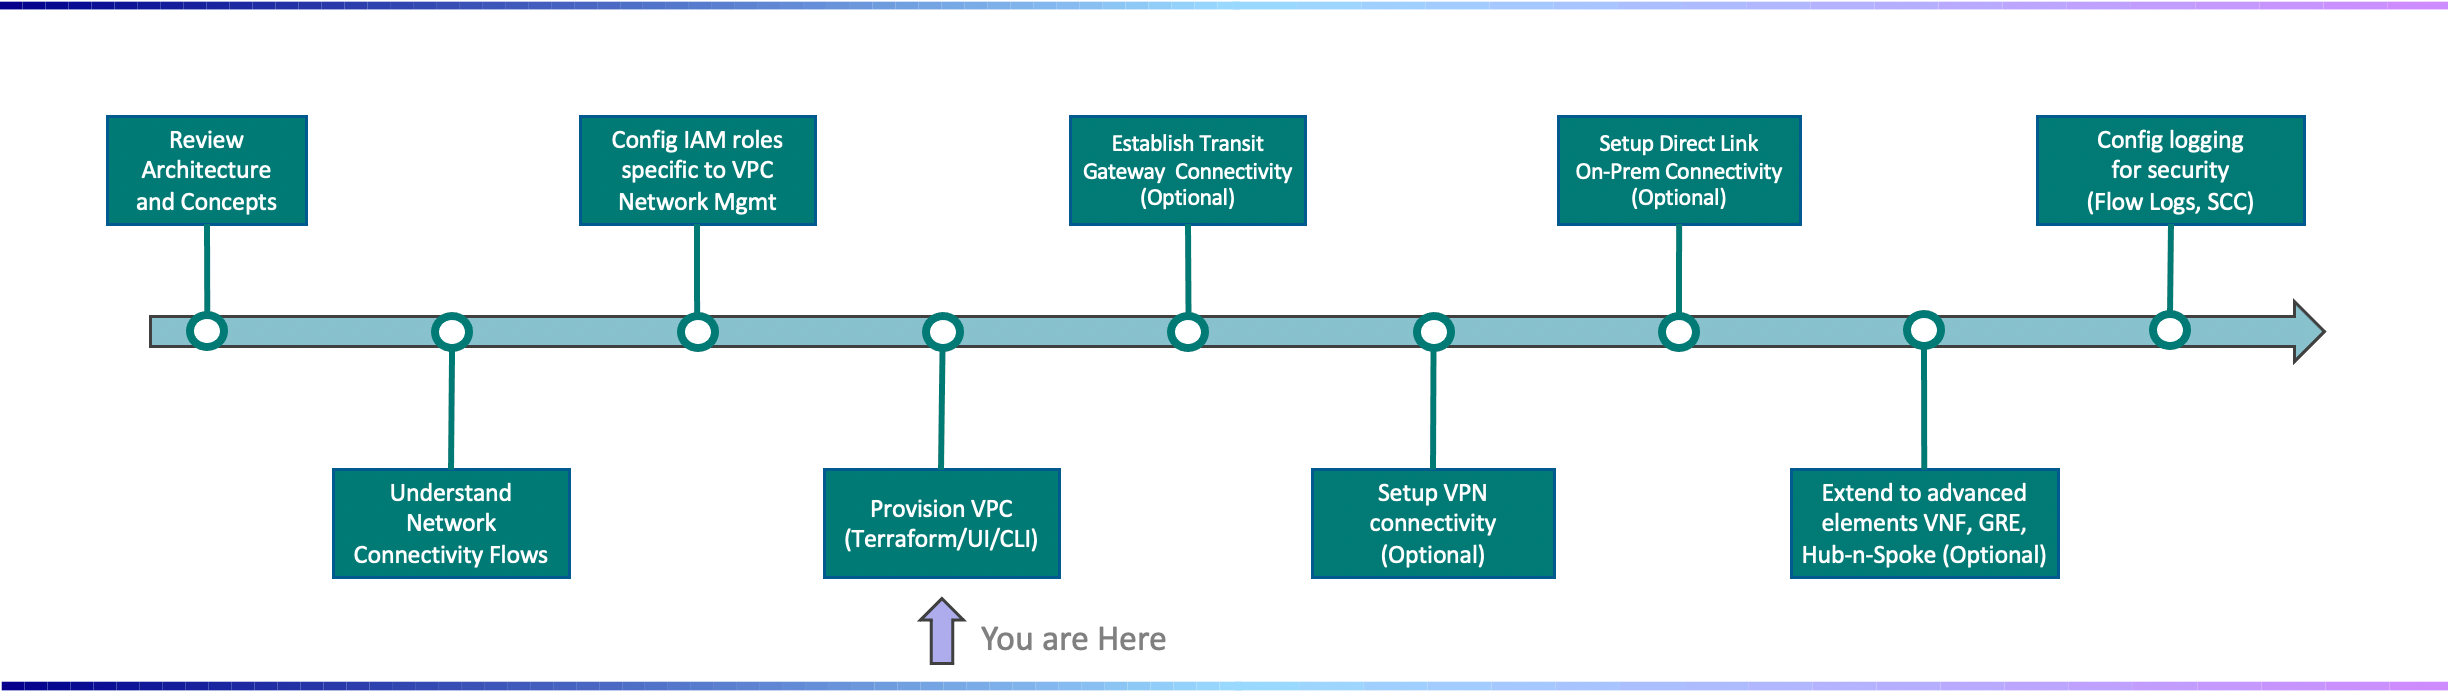 Review
Architecture
and Concepts
Config IAM roles
specific to VPC
Network Mgmt
Establish Transit
Gateway Connectivity
(Optional)
Setup Direct Link
On-Prem Connectivity
(Optional)
Config logging
for security
(Flow Logs, SCC)
Understand
Network
Connectivity Flows
Provision VPC
(Terraform/UI/CLI)
Setup VPN
connectivity
(Optional)
Extend to advanced
elements VNF, GRE,
Hub-n-Spoke (Optional)
You are Here